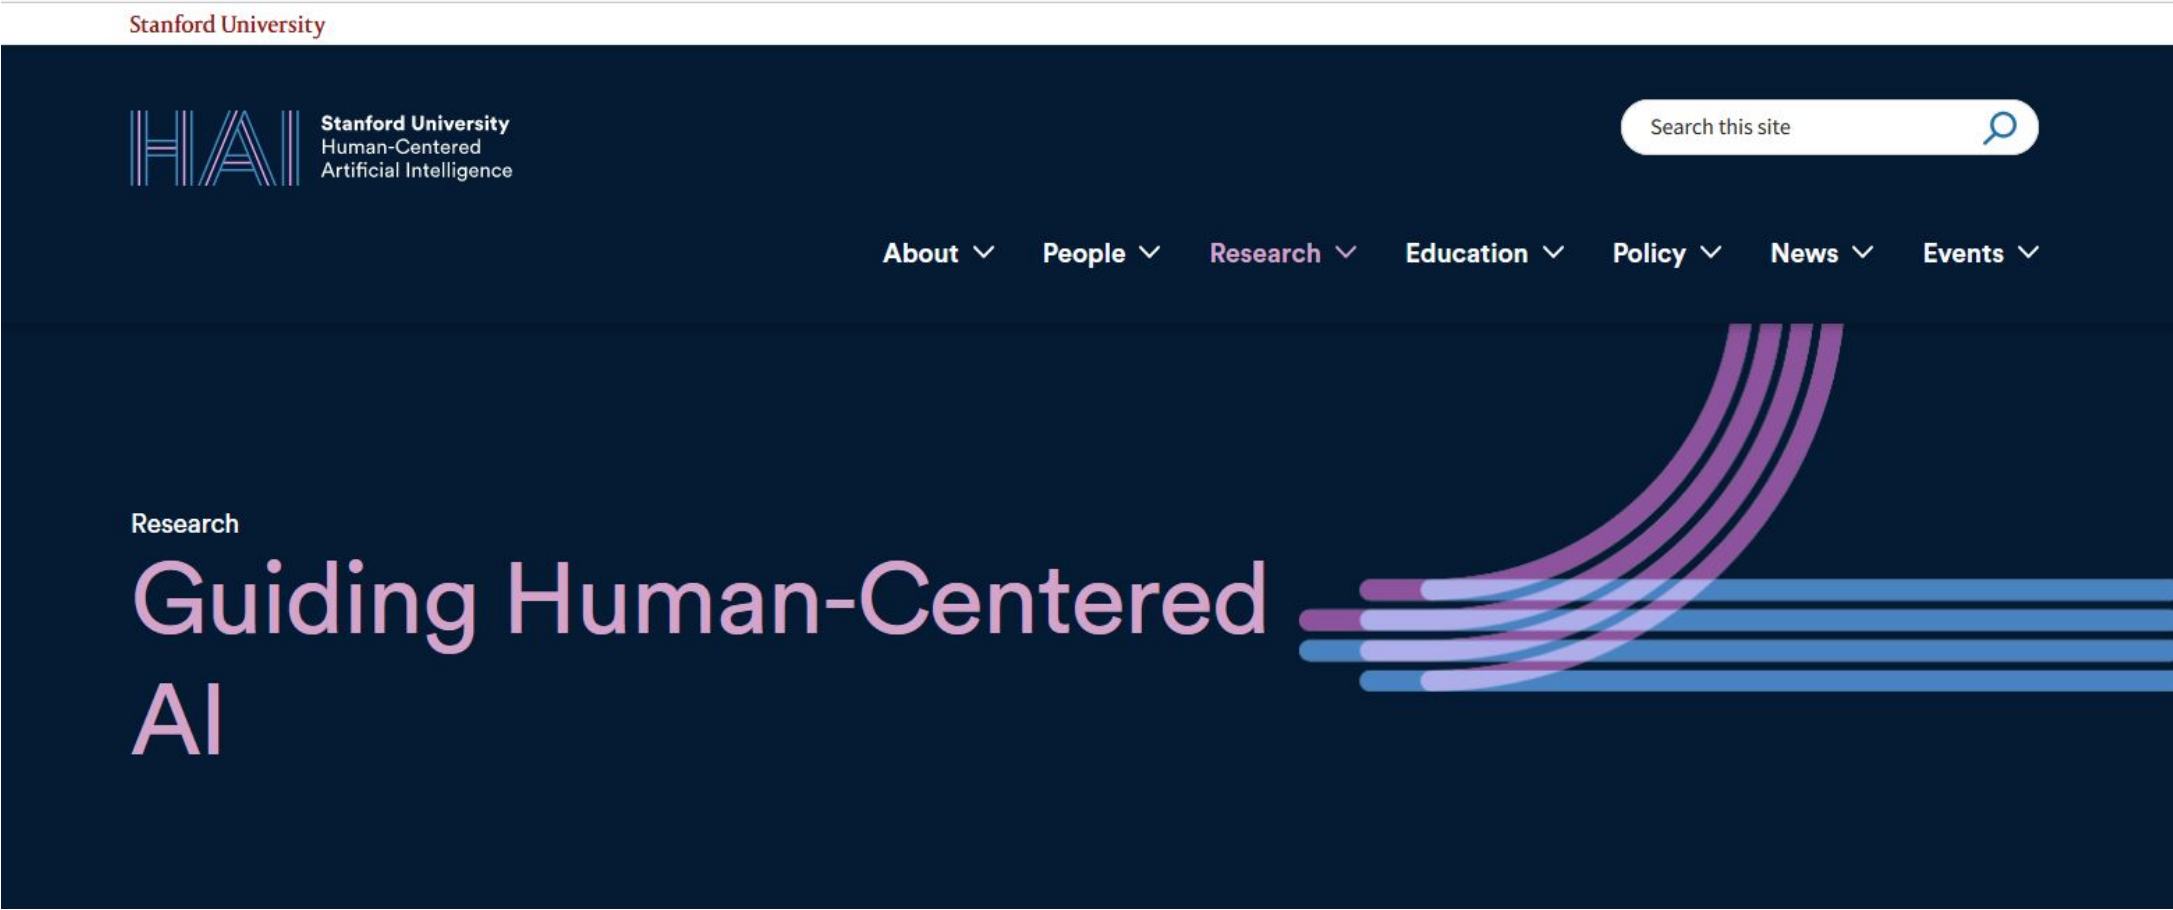 Stanford University
HAI
Stanford University
Human-Centered
Artificial Intelligence
Search this site
About People Research Education Policy News Events
Research
Guiding Human-Centered
AI